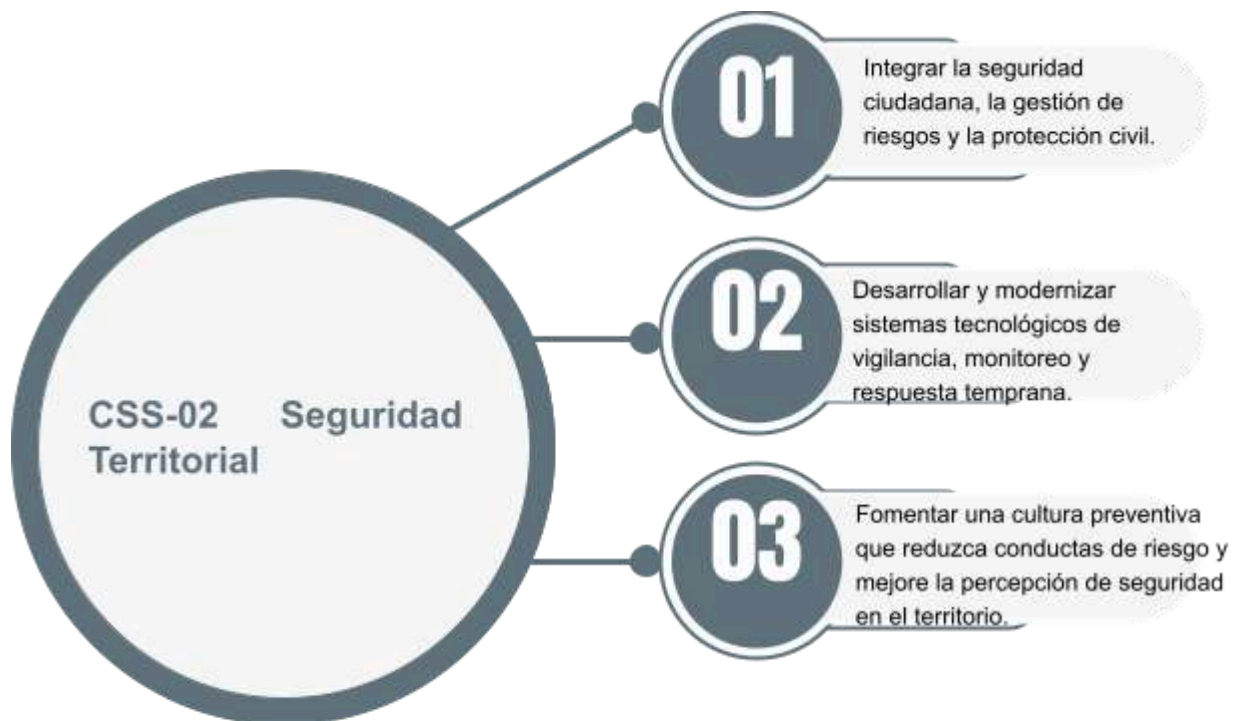 CSS-02 Seguridad
Territorial
01
Integrar la seguridad
ciudadana, la gestión de
riesgos y la protección civil.
02
Desarrollar y modernizar
sistemas tecnológicos de
vigilancia, monitoreo y
respuesta temprana.
03
Fomentar una cultura preventiva
que reduzca conductas de riesgo y
mejore la percepción de seguridad
en el territorio.